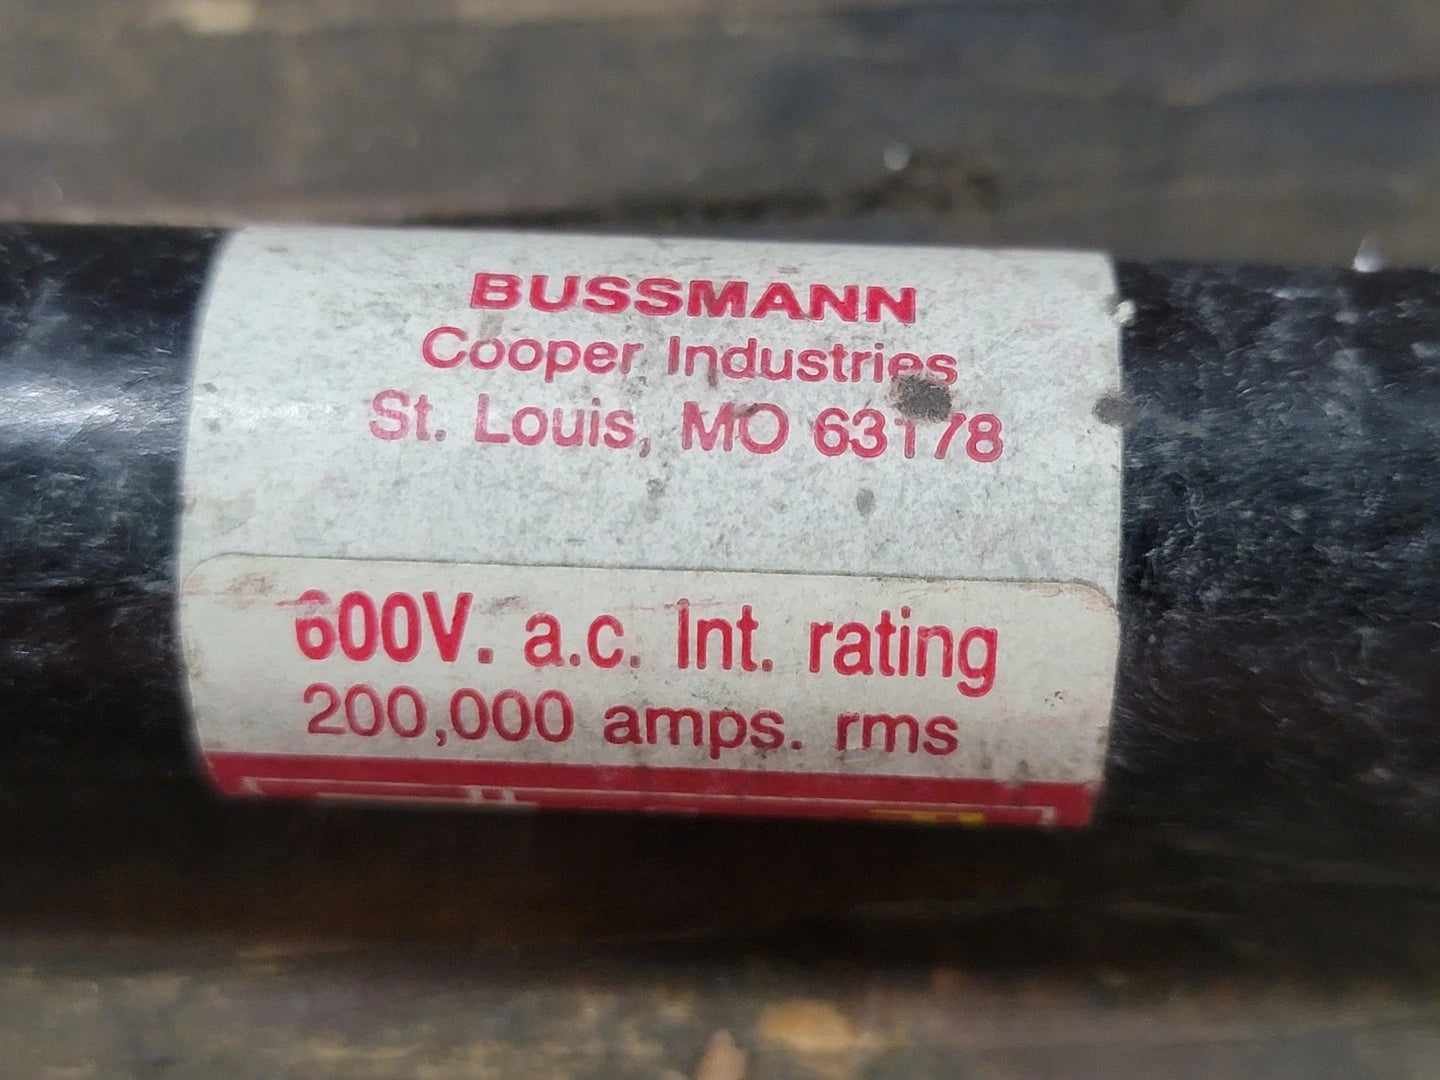 BUSSMANN
Cooper Industries
St. Louis, MO 63178
600V. a.c. Int. rating
200,000 amps. rms